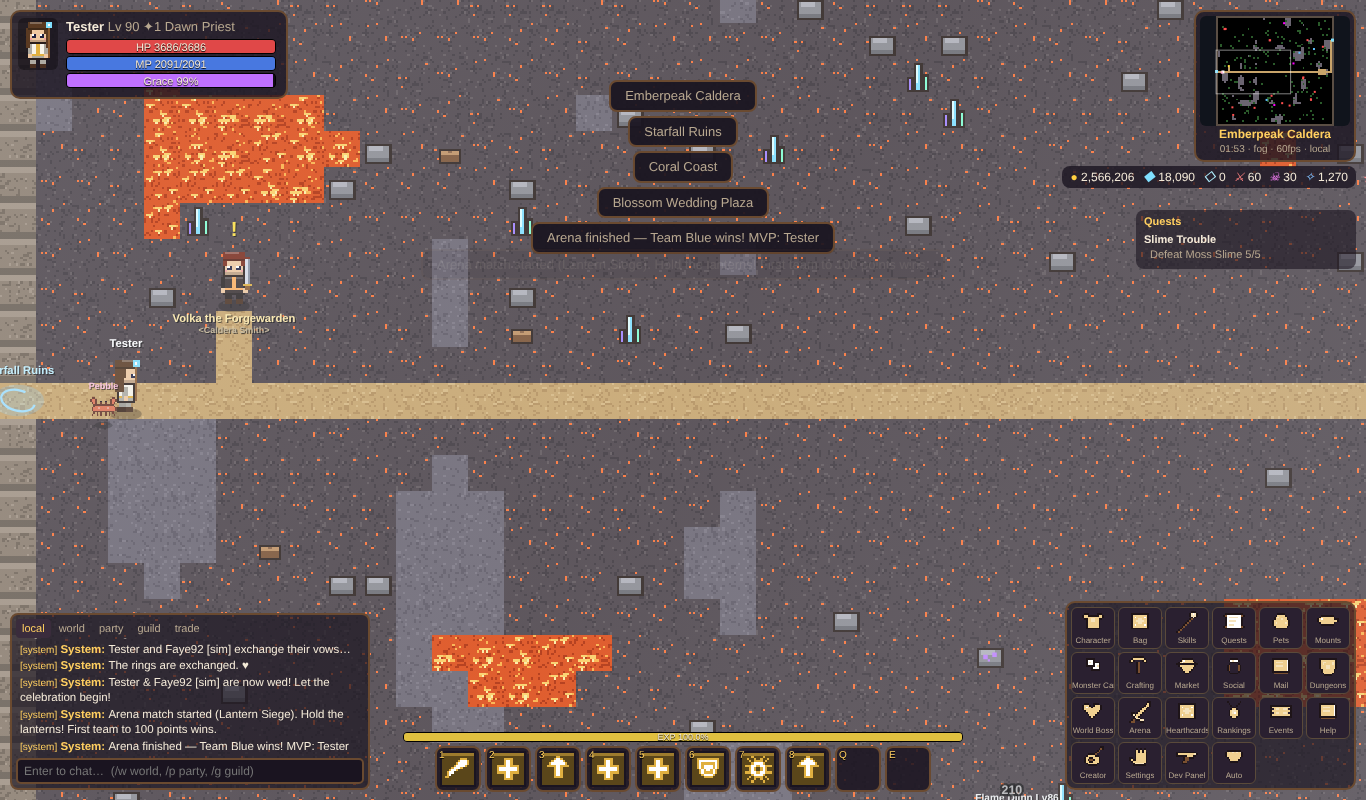 Tester Lv 90 ✦1 Dawn Priest
HP 3686/3686
MP 2091/2091
Grace 99%
Emberpeak Caldera
Starfall Ruins
Coral Coast
Blossom Wedding Plaza
Arena finished — Team Blue wins! MVP: Tester
Emberpeak Caldera
01:53 · fog · 60fps · local
2,566,206 18,090 0 60 30 1,270
Quests
Slime Trouble
Defeat Moss Slime 5/5
!
Volka the Forgewarden
<Caldera Smith>
Tester
rfall Ruins
Pebble
local world party guild trade
[system] System: Tester and Faye92 [sim] exchange their vows…
[system] System: The rings are exchanged. ♥
[system] System: Tester & Faye92 [sim] are now wed! Let the
celebration begin!
[system] System: Arena match started (Lantern Siege). Hold the
lanterns! First team to 100 points wins.
[system] System: Arena finished — Team Blue wins! MVP: Tester
Enter to chat… (/w world, /p party, /g guild)
EXP 100.0%
1 2 3 4 5 6 7 8 Q E
210
Flame Djinn Lv86
Character Bag Skills Quests Pets Mounts
Monster Ca Crafting Market Social Mail Dungeons
World Boss Arena Hearthcards Rankings Events Help
Creator Settings Dev Panel Auto